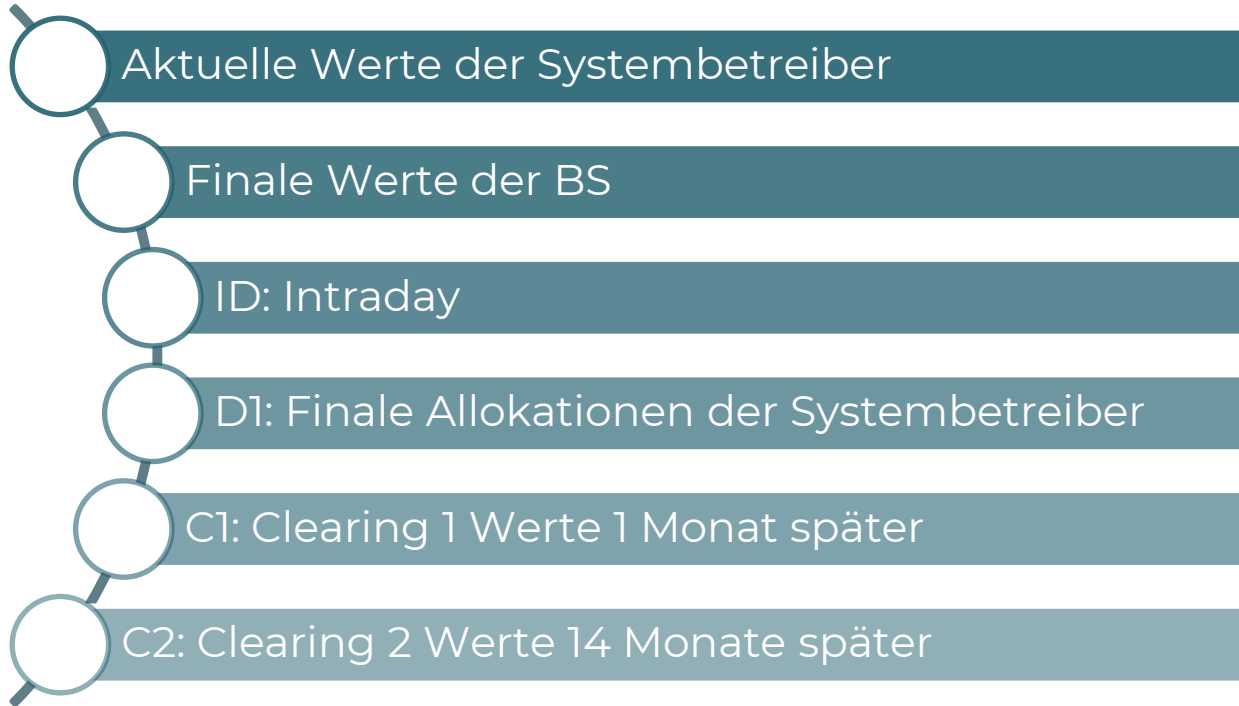 Aktuelle Werte der Systembetreiber
Finale Werte der BS
ID: Intraday
D1: Finale Allokationen der Systembetreiber
C1: Clearing 1 Werte 1 Monat später
C2: Clearing 2 Werte 14 Monate später